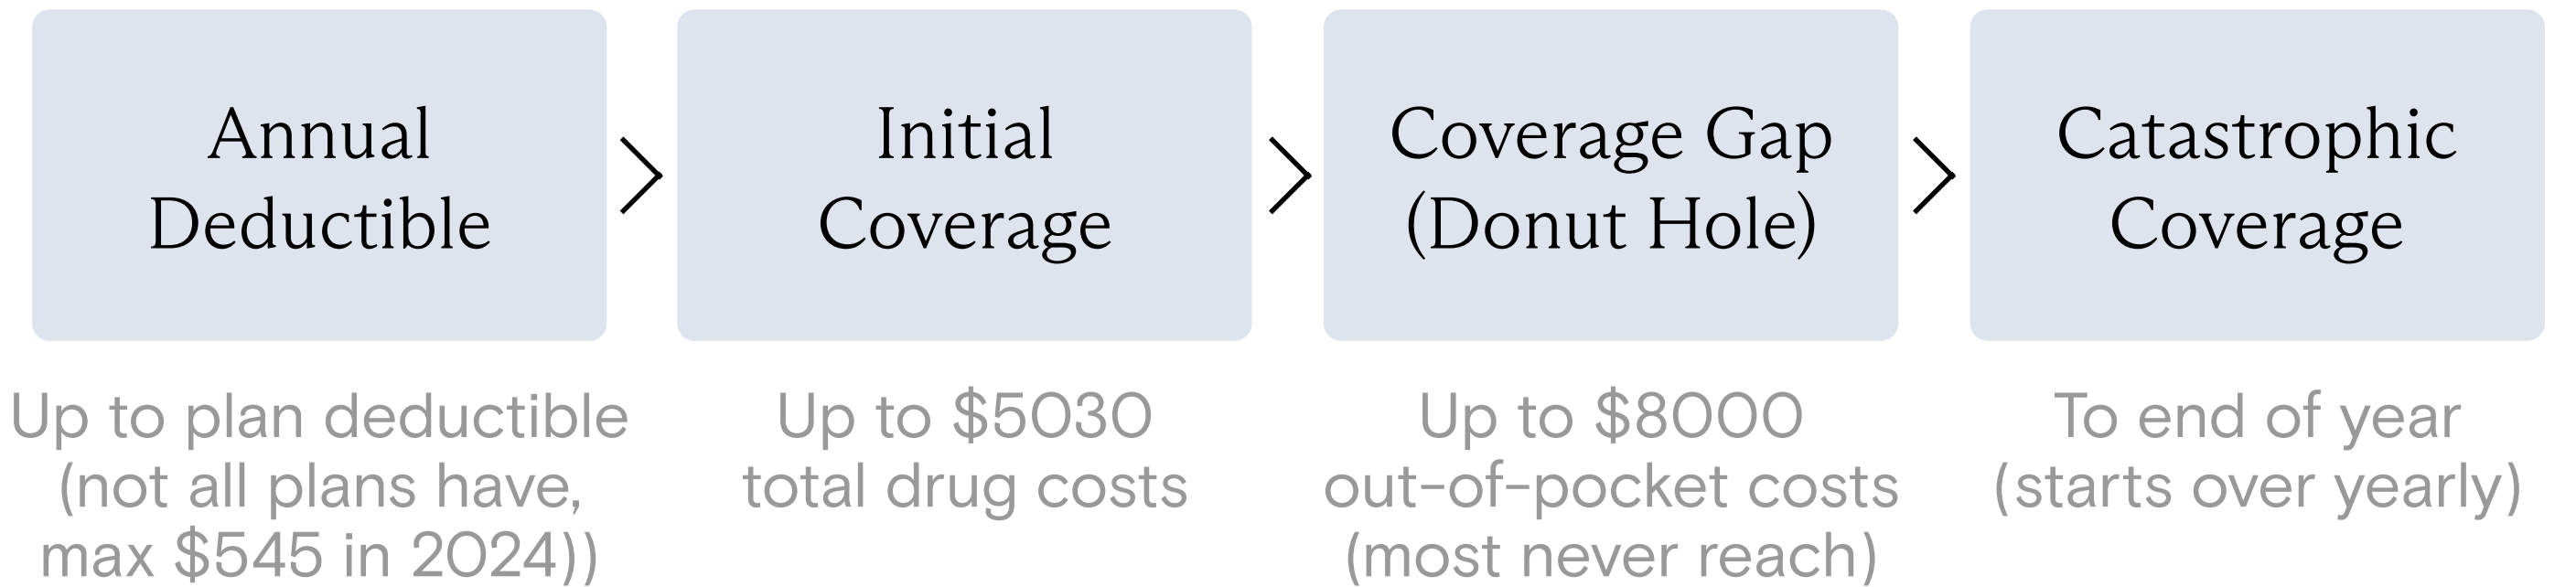 Annual
Deductible
Up to plan deductible
(not all plans have,
max $545 in 2024))
Initial
Coverage
Up to $5030
total drug costs
Coverage Gap
(Donut Hole)
Up to $8000
out-of-pocket costs
(most never reach)
Catastrophic
Coverage
To end of year
(starts over yearly)